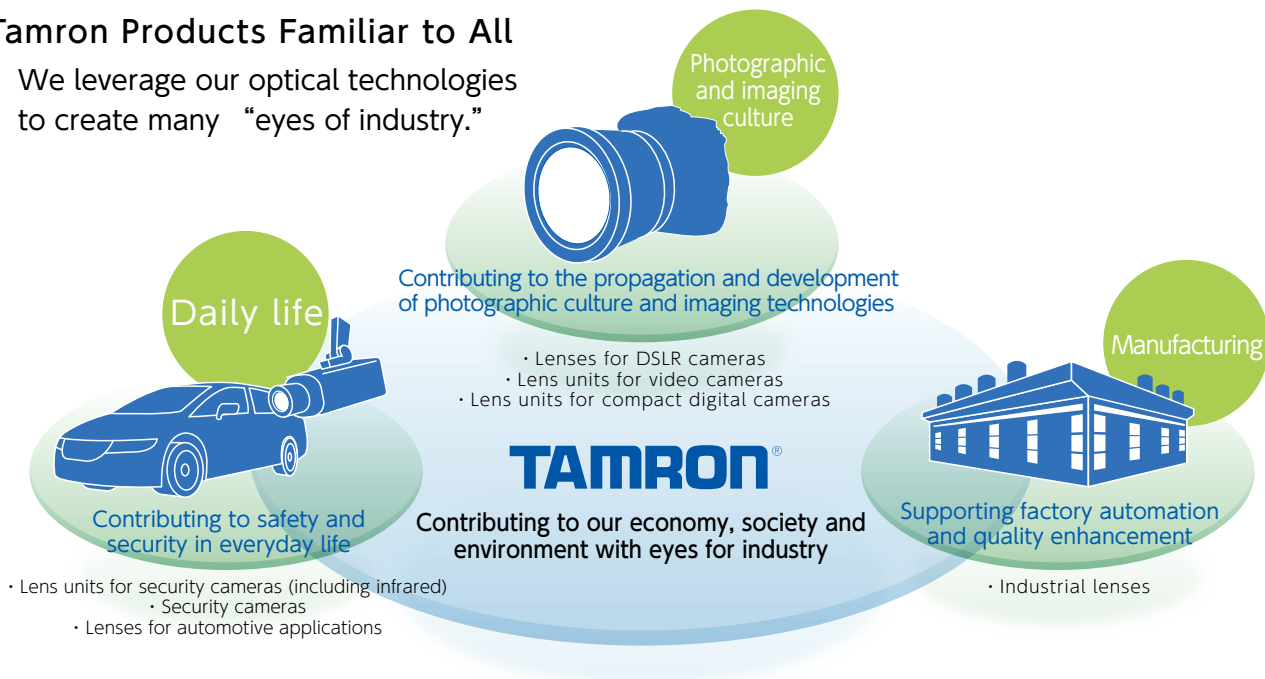 Tamron Products Familiar to All
We leverage our optical technologies
to create many “eyes of industry.”
Photographic
and imaging
culture
Contributing to the propagation and development
of photographic culture and imaging technologies
・Lenses for DSLR cameras
・Lens units for video cameras
・Lens units for compact digital cameras
Daily life
Contributing to safety and
security in everyday life
・Lens units for security cameras (including infrared)
・Security cameras
・Lenses for automotive applications
TAMRON®
Contributing to our economy, society and
environment with eyes for industry
Manufacturing
Supporting factory automation
and quality enhancement
・Industrial lenses